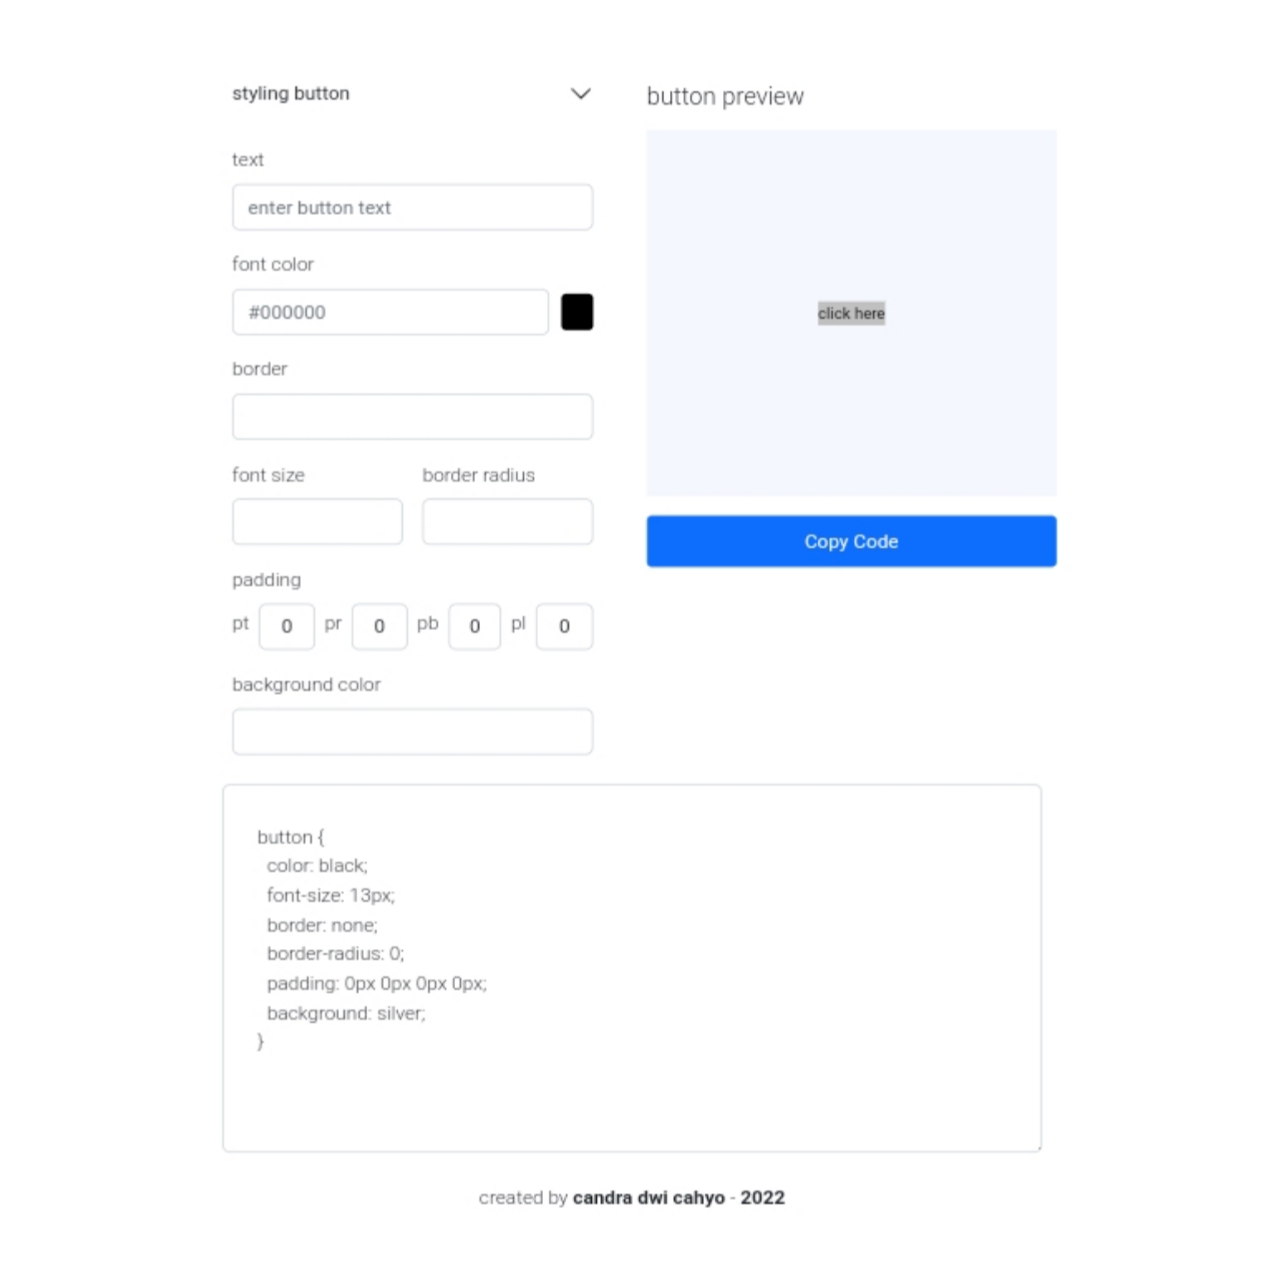 styling button
text
enter button text
font color
#000000
border
font size border radius
padding
pt 0 pr 0 pb 0 pl 0
background color
button preview
click here
Copy Code
button {
color: black;
font-size: 13px;
border: none;
border-radius: 0;
padding: 0px 0px 0px 0px;
background: silver;
}
created by candra dwi cahyo - 2022